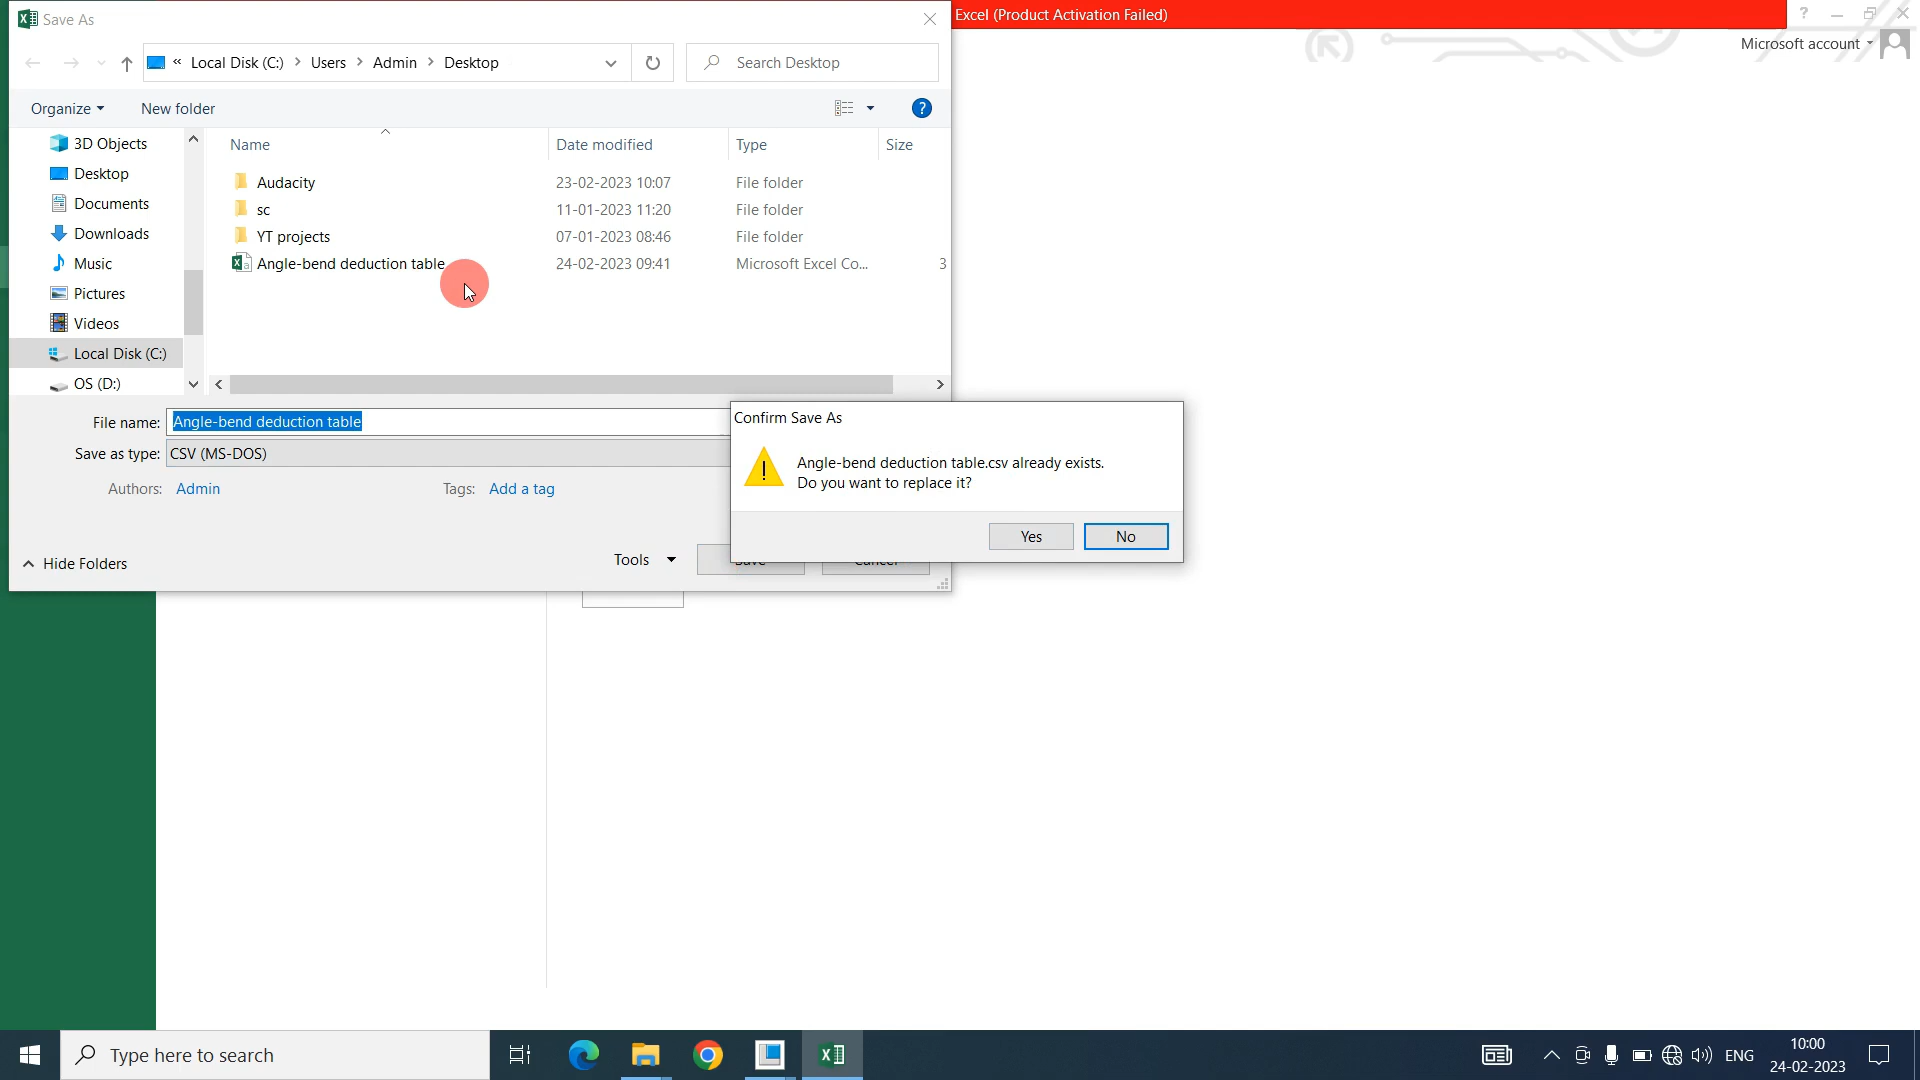 Save As
Excel (Product Activation Failed)
?
Microsoft account
« Local Disk (C:) > Users > Admin > Desktop
Search Desktop
Organize
New folder
?
Name
Date modified
Type
Size
3D Objects
Desktop
Documents
Downloads
Music
Pictures
Videos
Local Disk (C:)
OS (D:)
Audacity 23-02-2023 10:07 File folder
sc 11-01-2023 11:20 File folder
YT projects 07-01-2023 08:46 File folder
Angle-bend deduction table 24-02-2023 09:41 Microsoft Excel Co... 3
File name: Angle-bend deduction table
Save as type: CSV (MS-DOS)
Authors: Admin
Tags: Add a tag
Confirm Save As
Angle-bend deduction table.csv already exists.
Do you want to replace it?
Yes
No
Hide Folders
Tools
Save
Cancel
Type here to search
ENG
10:00
24-02-2023